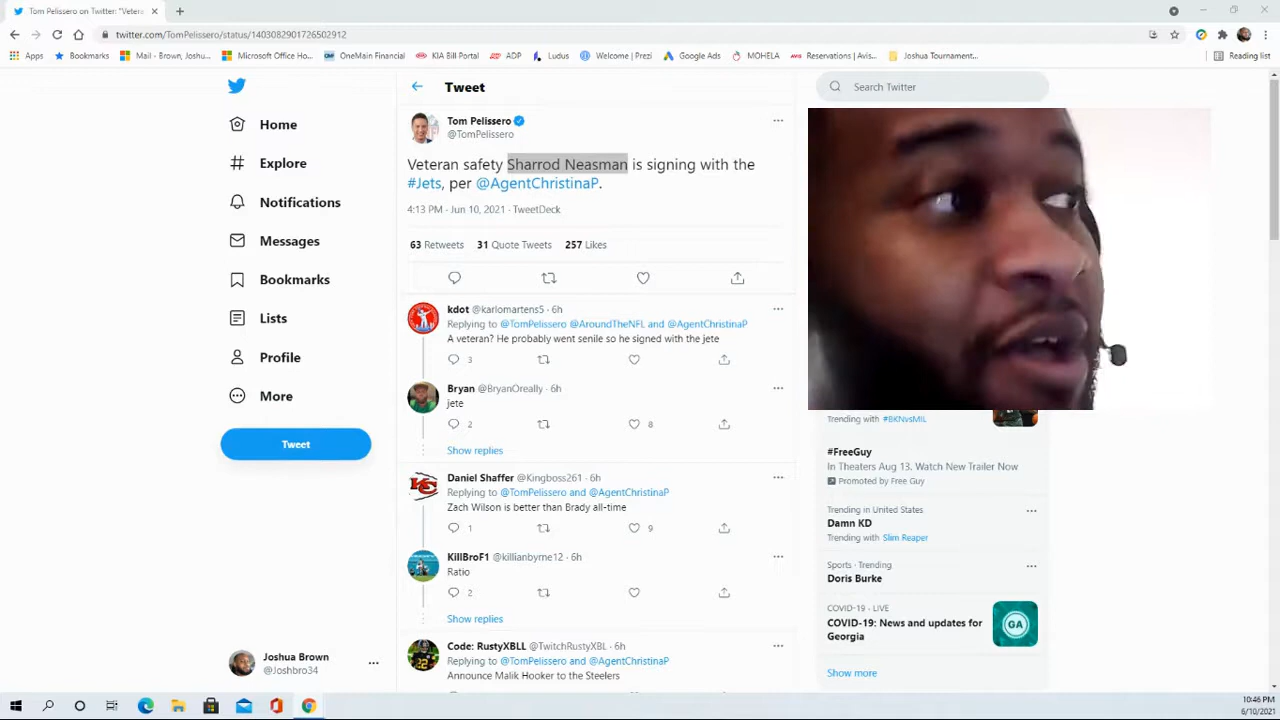 Tom Pelissero on Twitter: "Vetera
twitter.com/TomPelissero/status/1403082901726502912
Apps
Bookmarks
Mail - Brown, Joshu...
Microsoft Office Ho...
OneMain Financial
KIA Bill Portal
ADP
Ludus
Welcome | Prezi
Google Ads
MOHELA
Reservations | Avis...
Joshua Tournament...
Reading list
Home
Explore
Notifications
Messages
Bookmarks
Lists
Profile
More
Tweet
Joshua Brown
@Joshbro34
Tweet
Tom Pelissero
@TomPelissero
Veteran safety Sharrod Neasman is signing with the
#Jets, per @AgentChristinaP.
4:13 PM · Jun 10, 2021 · TweetDeck
63 Retweets 31 Quote Tweets 257 Likes
kdot @karlomartens5 · 6h
Replying to @TomPelissero @AroundTheNFL and @AgentChristinaP
A veteran? He probably went senile so he signed with the jete
3
Bryan @BryanOreally · 6h
jete
2 8
Show replies
Daniel Shaffer @Kingboss261 · 6h
Replying to @TomPelissero and @AgentChristinaP
Zach Wilson is better than Brady all-time
1 9
KillBroF1 @killianbyrne12 · 6h
Ratio
2
Show replies
Code: RustyXBLL @TwitchRustyXBL · 6h
Replying to @TomPelissero and @AgentChristinaP
Announce Malik Hooker to the Steelers
Search Twitter
Trending with #BKNvsMIL
#FreeGuy
In Theaters Aug 13. Watch New Trailer Now
Promoted by Free Guy
Trending in United States
Damn KD
Trending with Slim Reaper
Sports · Trending
Doris Burke
COVID-19 · LIVE
COVID-19: News and updates for
Georgia
GA
Show more
10:46 PM
6/10/2021